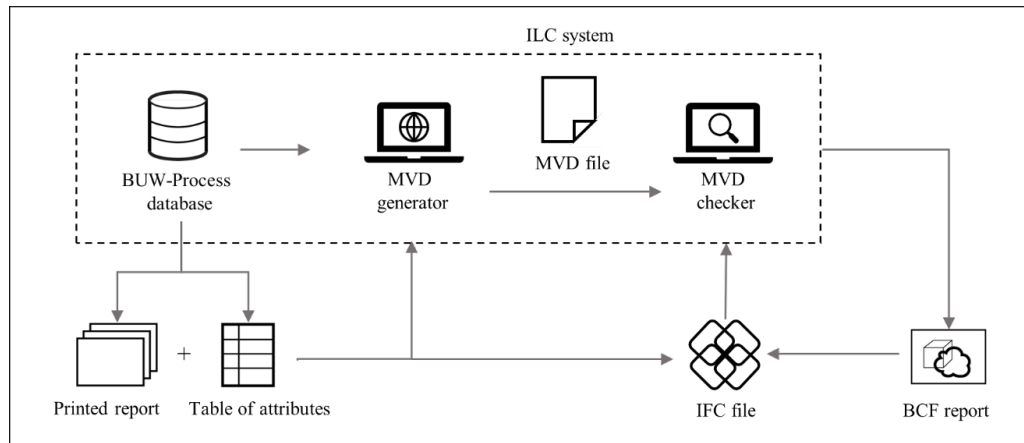 ILC system
MVD file
BUW-Process
database
MVD
generator
MVD
checker
+
Printed report
Table of attributes
IFC file
BCF report